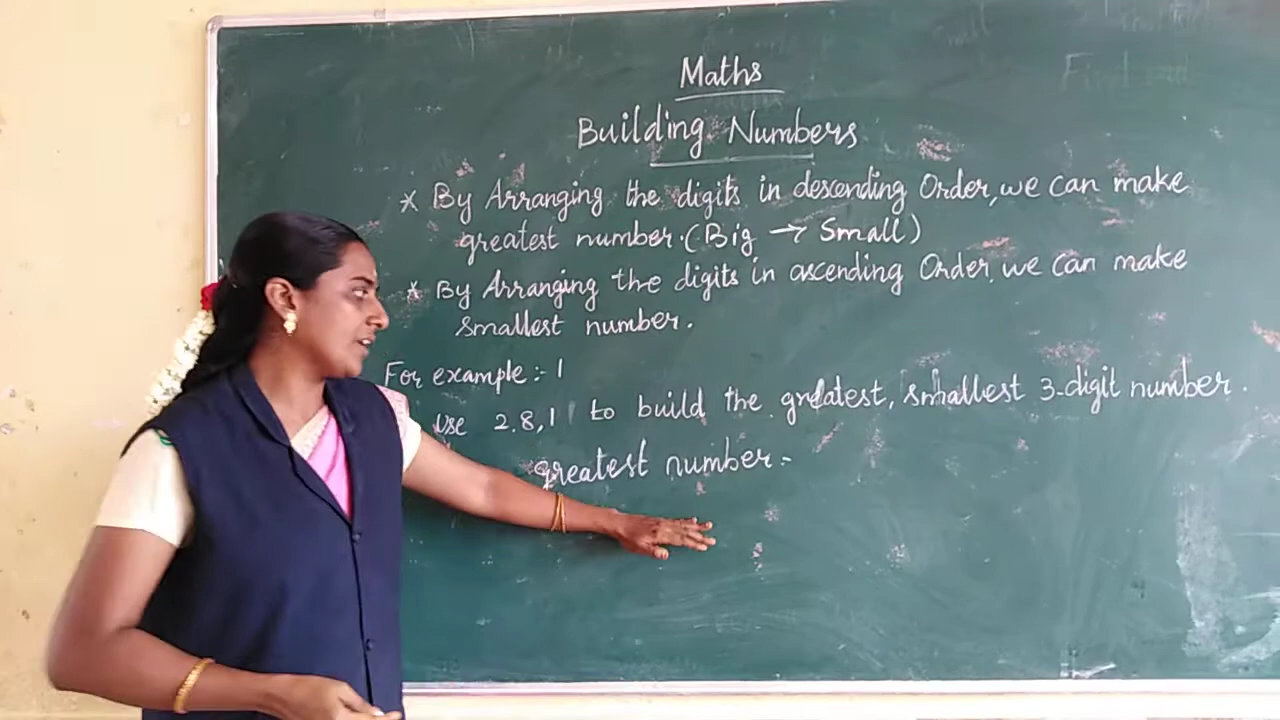 Maths
Building Numbers
* By Arranging the digits in descending Order, we can make
greatest number. (Big → Small)
* By Arranging the digits in ascending Order, we can make
smallest number.
For example :- 1
Use 2.8,1 to build the greatest, smallest 3-digit number.
greatest number :-